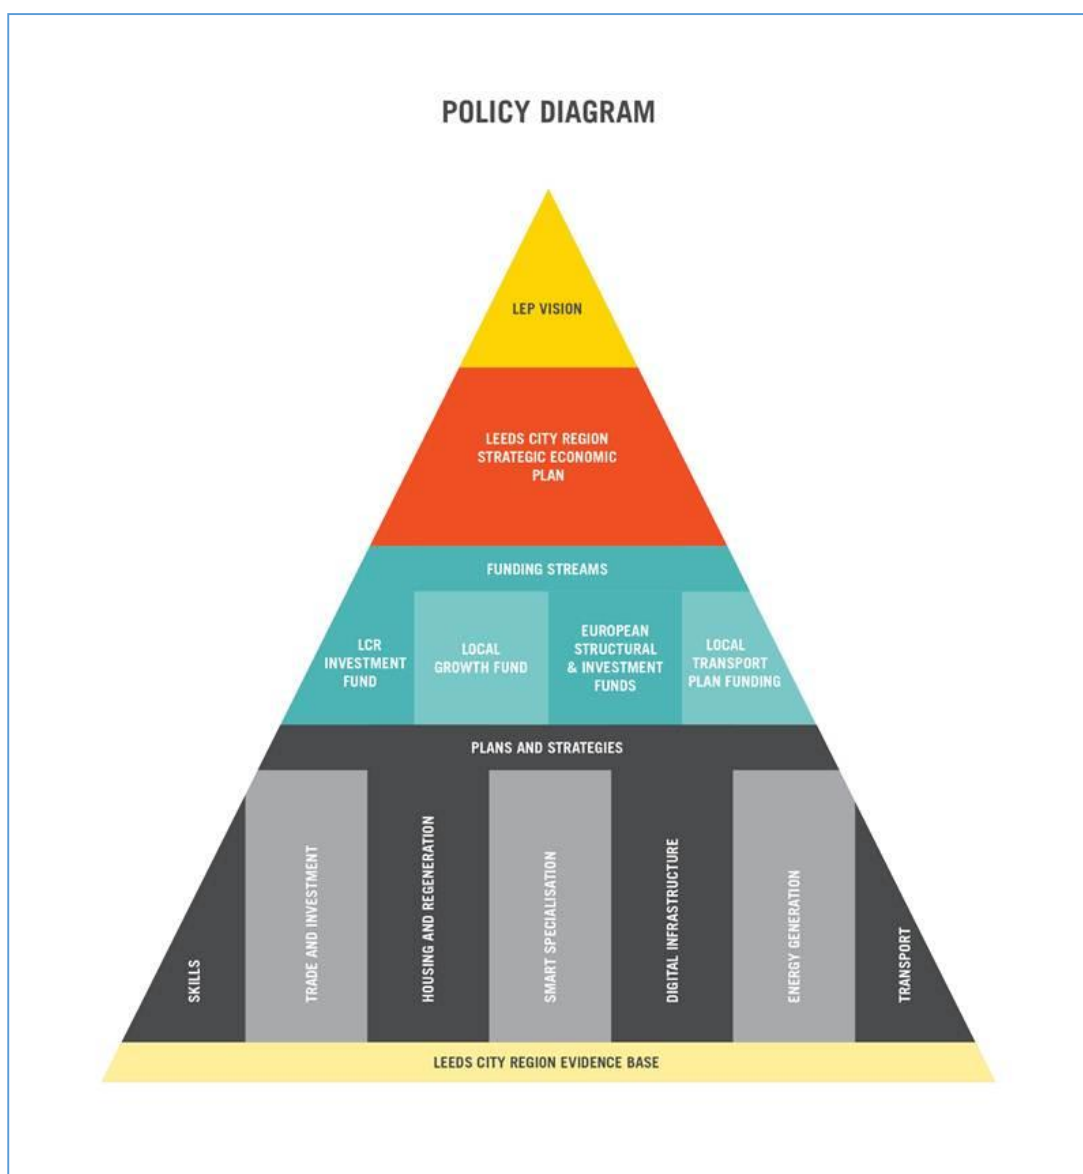 POLICY DIAGRAM
LEP VISION
LEEDS CITY REGION
STRATEGIC ECONOMIC
PLAN
FUNDING STREAMS
LCR
INVESTMENT
FUND
LOCAL
GROWTH FUND
EUROPEAN
STRUCTURAL
& INVESTMENT
FUNDS
LOCAL
TRANSPORT
PLAN FUNDING
PLANS AND STRATEGIES
SKILLS
TRADE AND INVESTMENT
HOUSING AND REGENERATION
SMART SPECIALISATION
DIGITAL INFRASTRUCTURE
ENERGY GENERATION
TRANSPORT
LEEDS CITY REGION EVIDENCE BASE